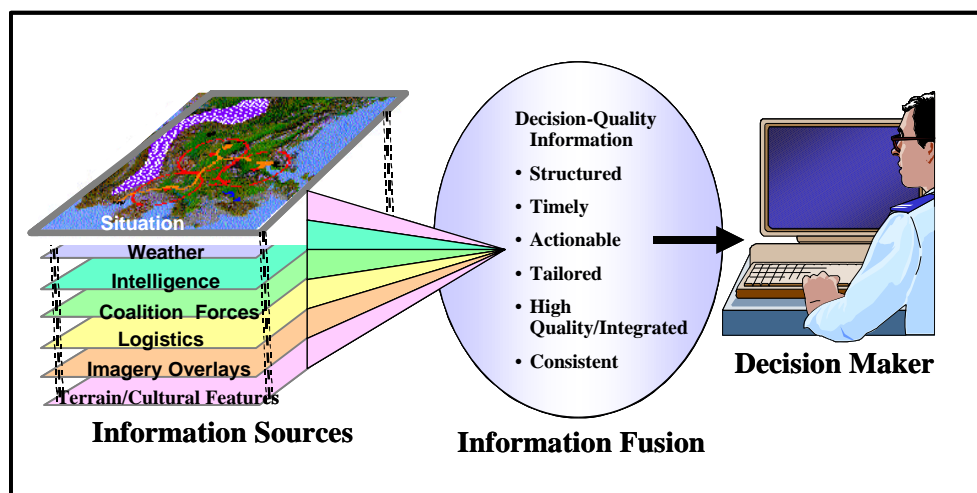 Situation
Weather
Intelligence
Coalition Forces
Logistics
Imagery Overlays
Terrain/Cultural Features
Information Sources
Decision-Quality
Information
• Structured
• Timely
• Actionable
• Tailored
• High
Quality/Integrated
• Consistent
Information Fusion
Decision Maker